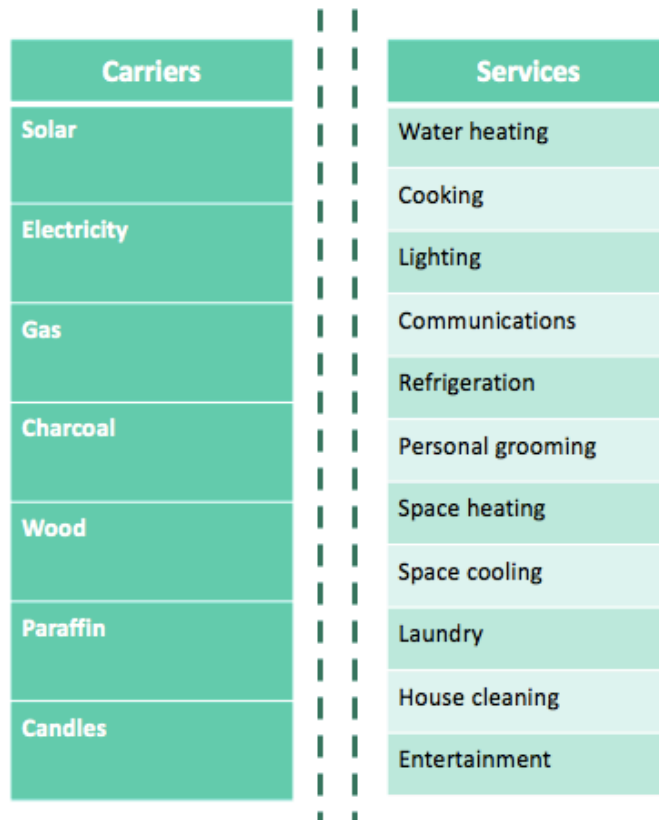 Carriers
Solar
Electricity
Gas
Charcoal
Wood
Paraffin
Candles
Services
Water heating
Cooking
Lighting
Communications
Refrigeration
Personal grooming
Space heating
Space cooling
Laundry
House cleaning
Entertainment